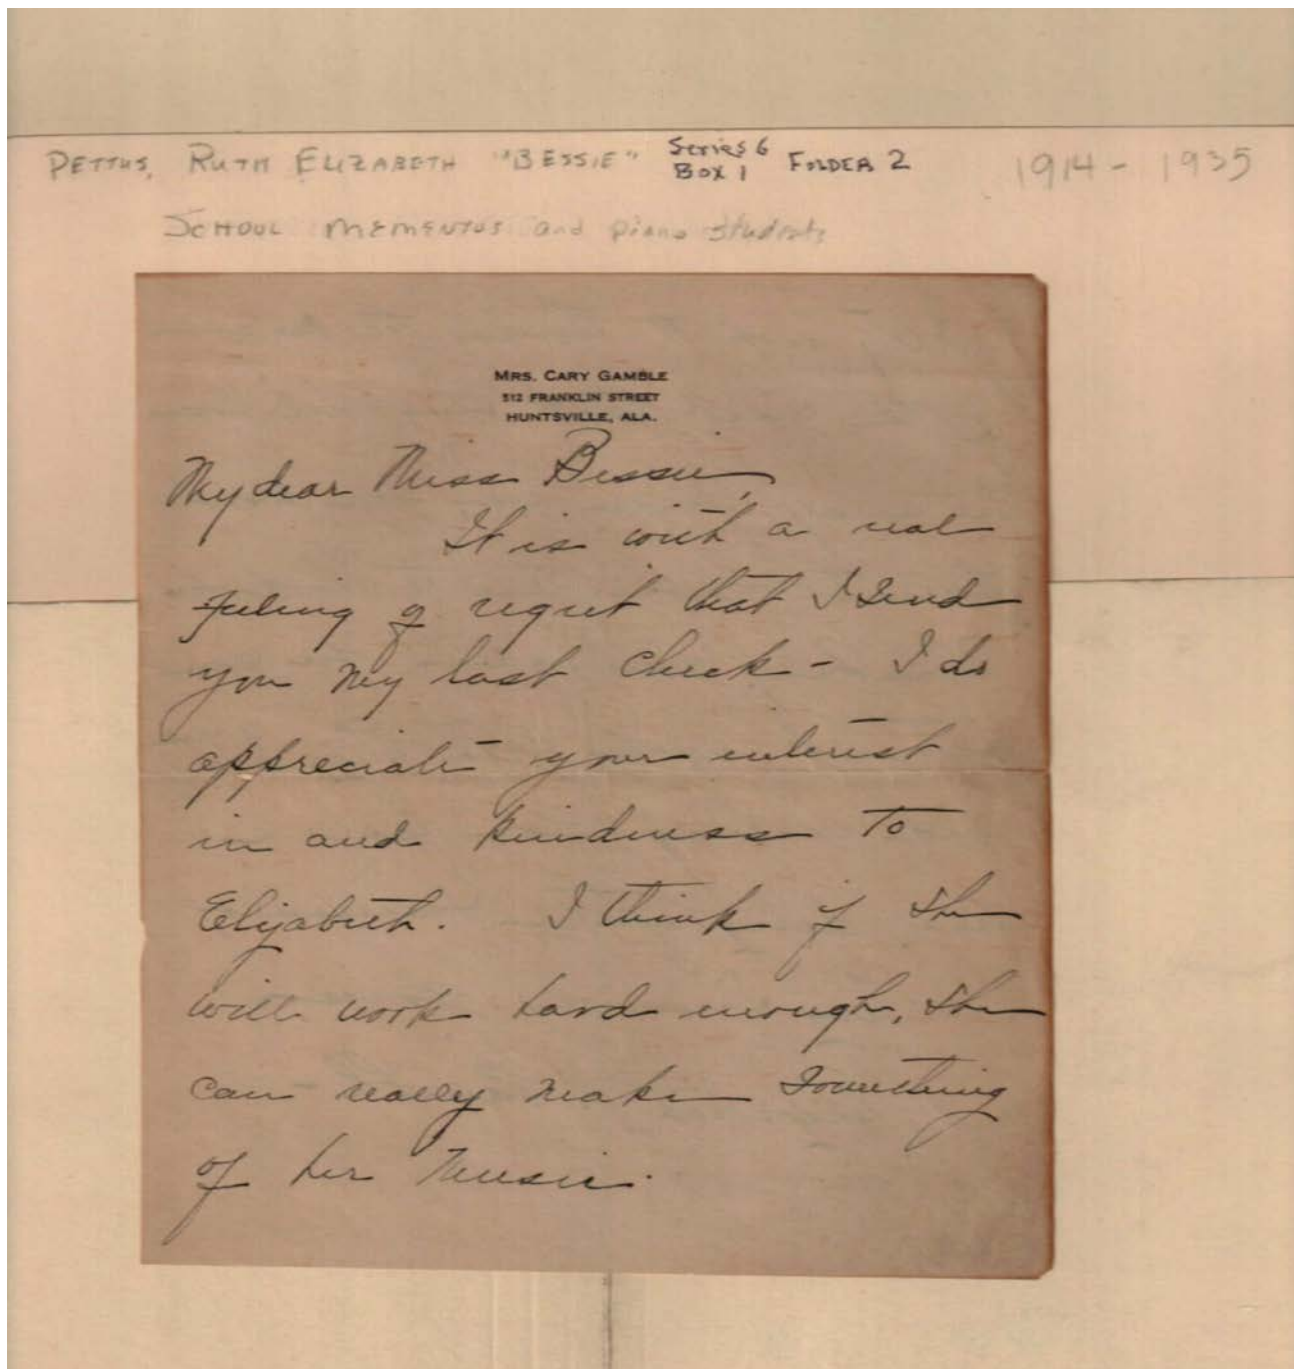 PETTUS, RUTH ELIZABETH "BESSIE" Series 6 Box 1 FOLDER 2 1914 - 1935
SCHOOL MEMENTOS and piano students
MRS. CARY GAMBLE
512 FRANKLIN STREET
HUNTSVILLE, ALA.
My dear Miss Bessie,
It is with a real
feeling of regret that I send
you my last check - I do
appreciate your interest
in and kindness to
Elizabeth. I think if she
will work hard enough, she
can really make something
of her music.